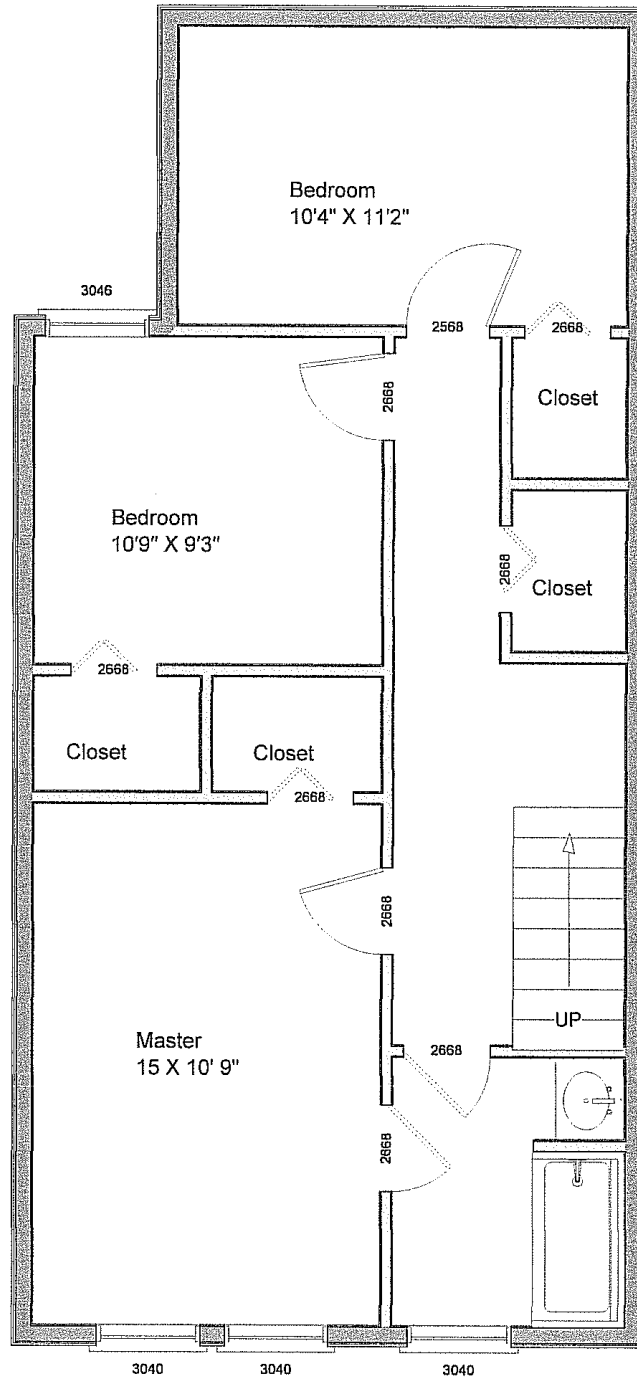 Bedroom
10'4" X 11'2"
3046
2568
2668
2668
Closet
Bedroom
10'9" X 9'3"
2668
Closet
2668
Closet
Closet
2668
2668
Master
15 X 10' 9"
UP
2668
2668
3040
3040
3040